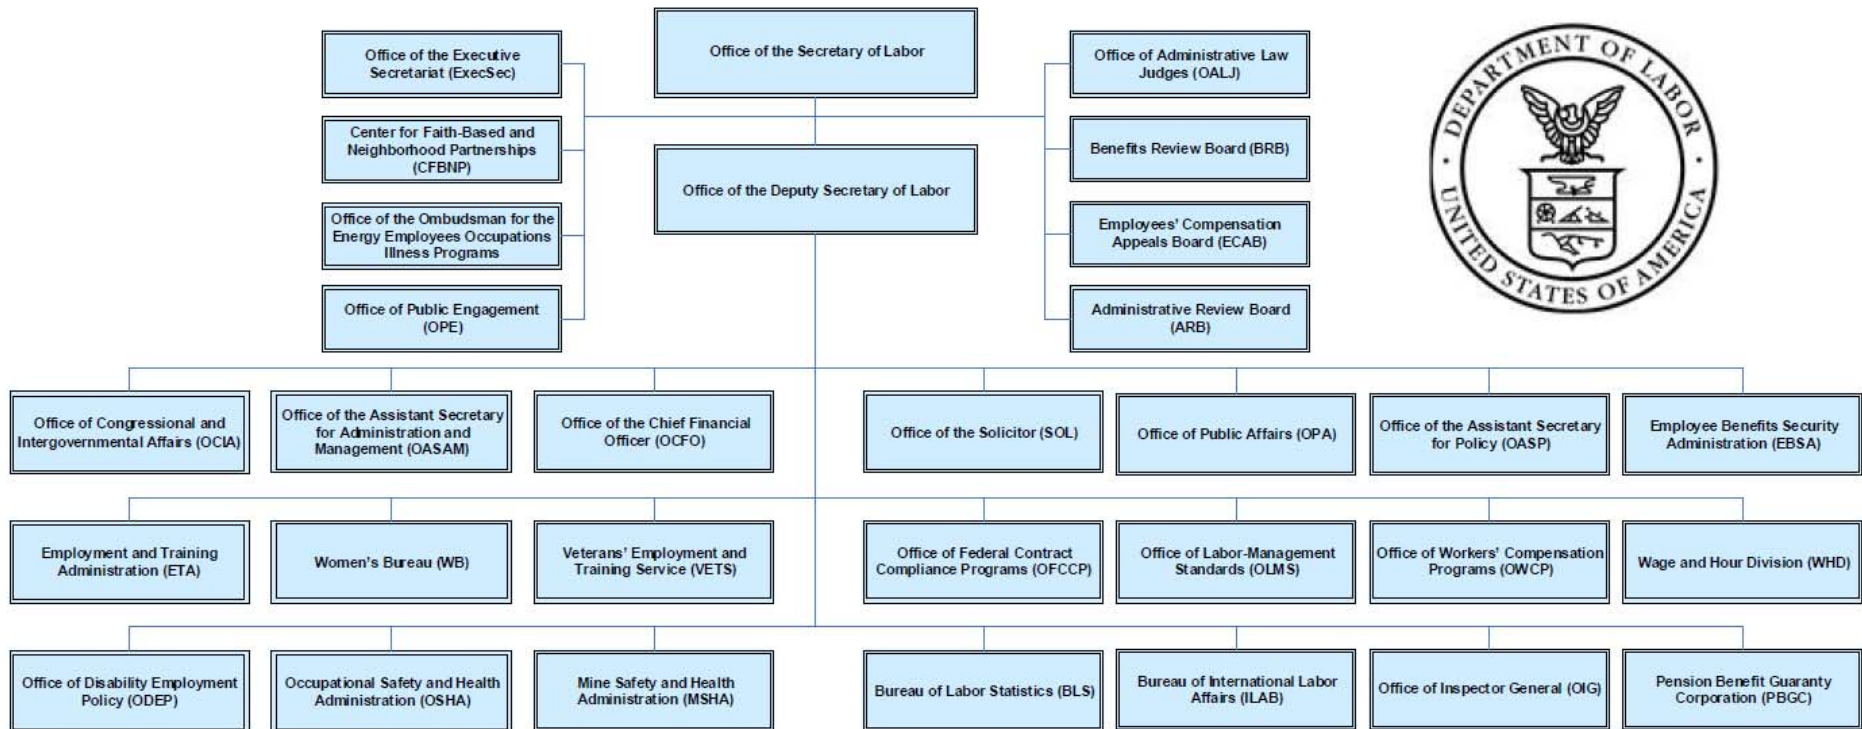 Office of the Executive
Secretariat (ExecSec)
Office of the Secretary of Labor
Office of Administrative Law
Judges (OALJ)
Center for Faith-Based and
Neighborhood Partnerships
(CFBNP)
Office of the Deputy Secretary of Labor
Benefits Review Board (BRB)
Office of the Ombudsman for the
Energy Employees Occupations
Illness Programs
Employees' Compensation
Appeals Board (ECAB)
Office of Public Engagement
(OPE)
Administrative Review Board
(ARB)
DEPARTMENT OF LABOR
UNITED STATES OF AMERICA
Office of Congressional and
Intergovernmental Affairs (OCIA)
Office of the Assistant Secretary
for Administration and
Management (OASAM)
Office of the Chief Financial
Officer (OCFO)
Office of the Solicitor (SOL)
Office of Public Affairs (OPA)
Office of the Assistant Secretary
for Policy (OASP)
Employee Benefits Security
Administration (EBSA)
Employment and Training
Administration (ETA)
Women's Bureau (WB)
Veterans' Employment and
Training Service (VETS)
Office of Federal Contract
Compliance Programs (OFCCP)
Office of Labor-Management
Standards (OLMS)
Office of Workers' Compensation
Programs (OWCP)
Wage and Hour Division (WHD)
Office of Disability Employment
Policy (ODEP)
Occupational Safety and Health
Administration (OSHA)
Mine Safety and Health
Administration (MSHA)
Bureau of Labor Statistics (BLS)
Bureau of International Labor
Affairs (ILAB)
Office of Inspector General (OIG)
Pension Benefit Guaranty
Corporation (PBGC)